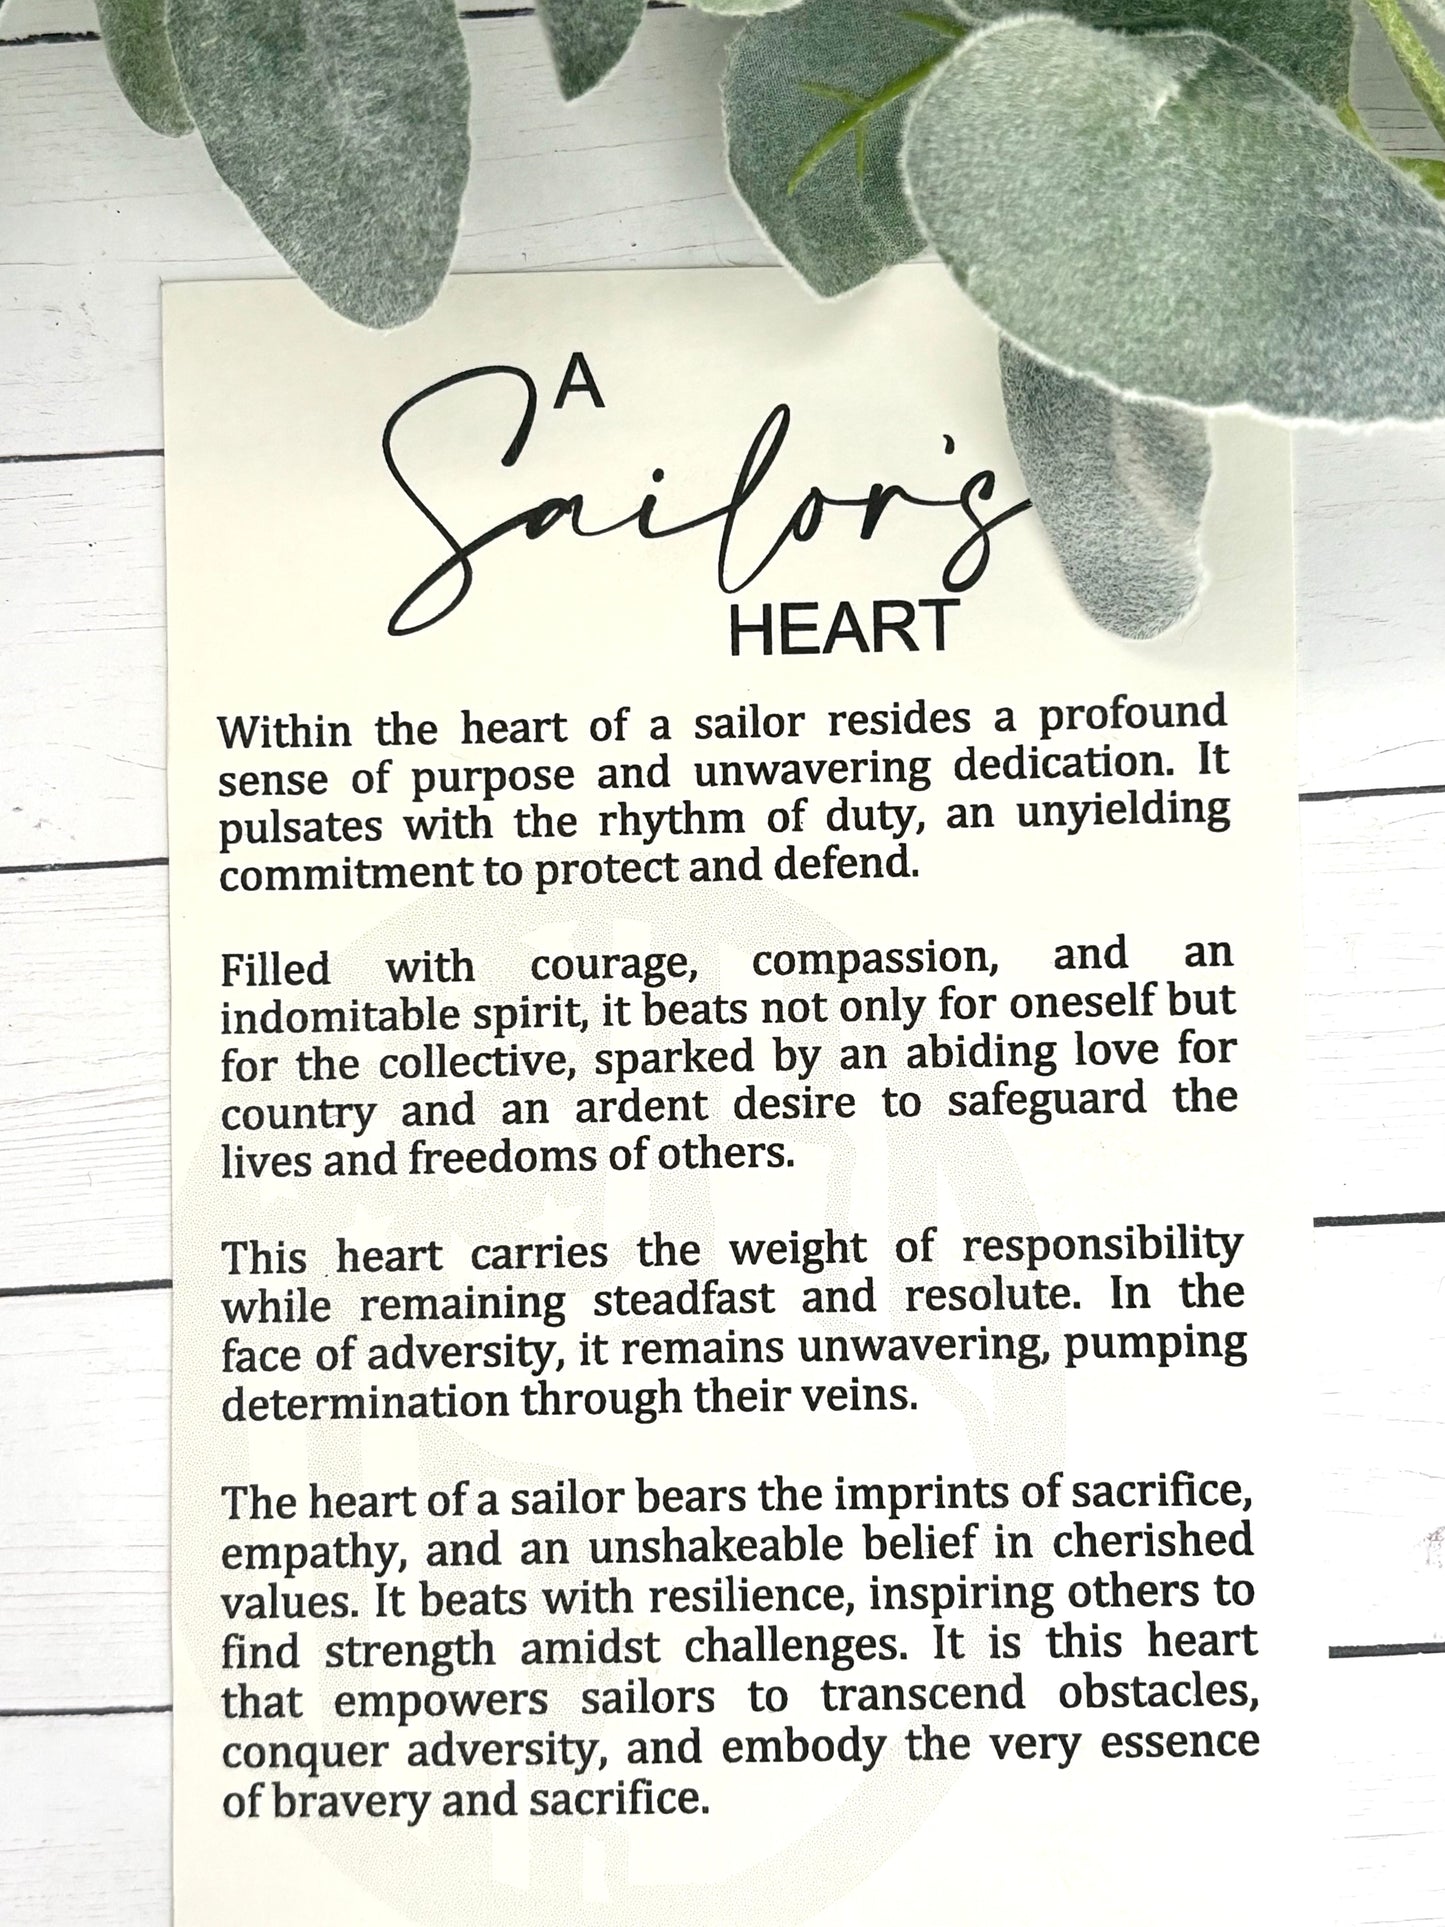 A
Sailor's
HEART
Within the heart of a sailor resides a profound
sense of purpose and unwavering dedication. It
pulsates with the rhythm of duty, an unyielding
commitment to protect and defend.
Filled with courage, compassion, and an
indomitable spirit, it beats not only for oneself but
for the collective, sparked by an abiding love for
country and an ardent desire to safeguard the
lives and freedoms of others.
This heart carries the weight of responsibility
while remaining steadfast and resolute. In the
face of adversity, it remains unwavering, pumping
determination through their veins.
The heart of a sailor bears the imprints of sacrifice,
empathy, and an unshakeable belief in cherished
values. It beats with resilience, inspiring others to
find strength amidst challenges. It is this heart
that empowers sailors to transcend obstacles,
conquer adversity, and embody the very essence
of bravery and sacrifice.